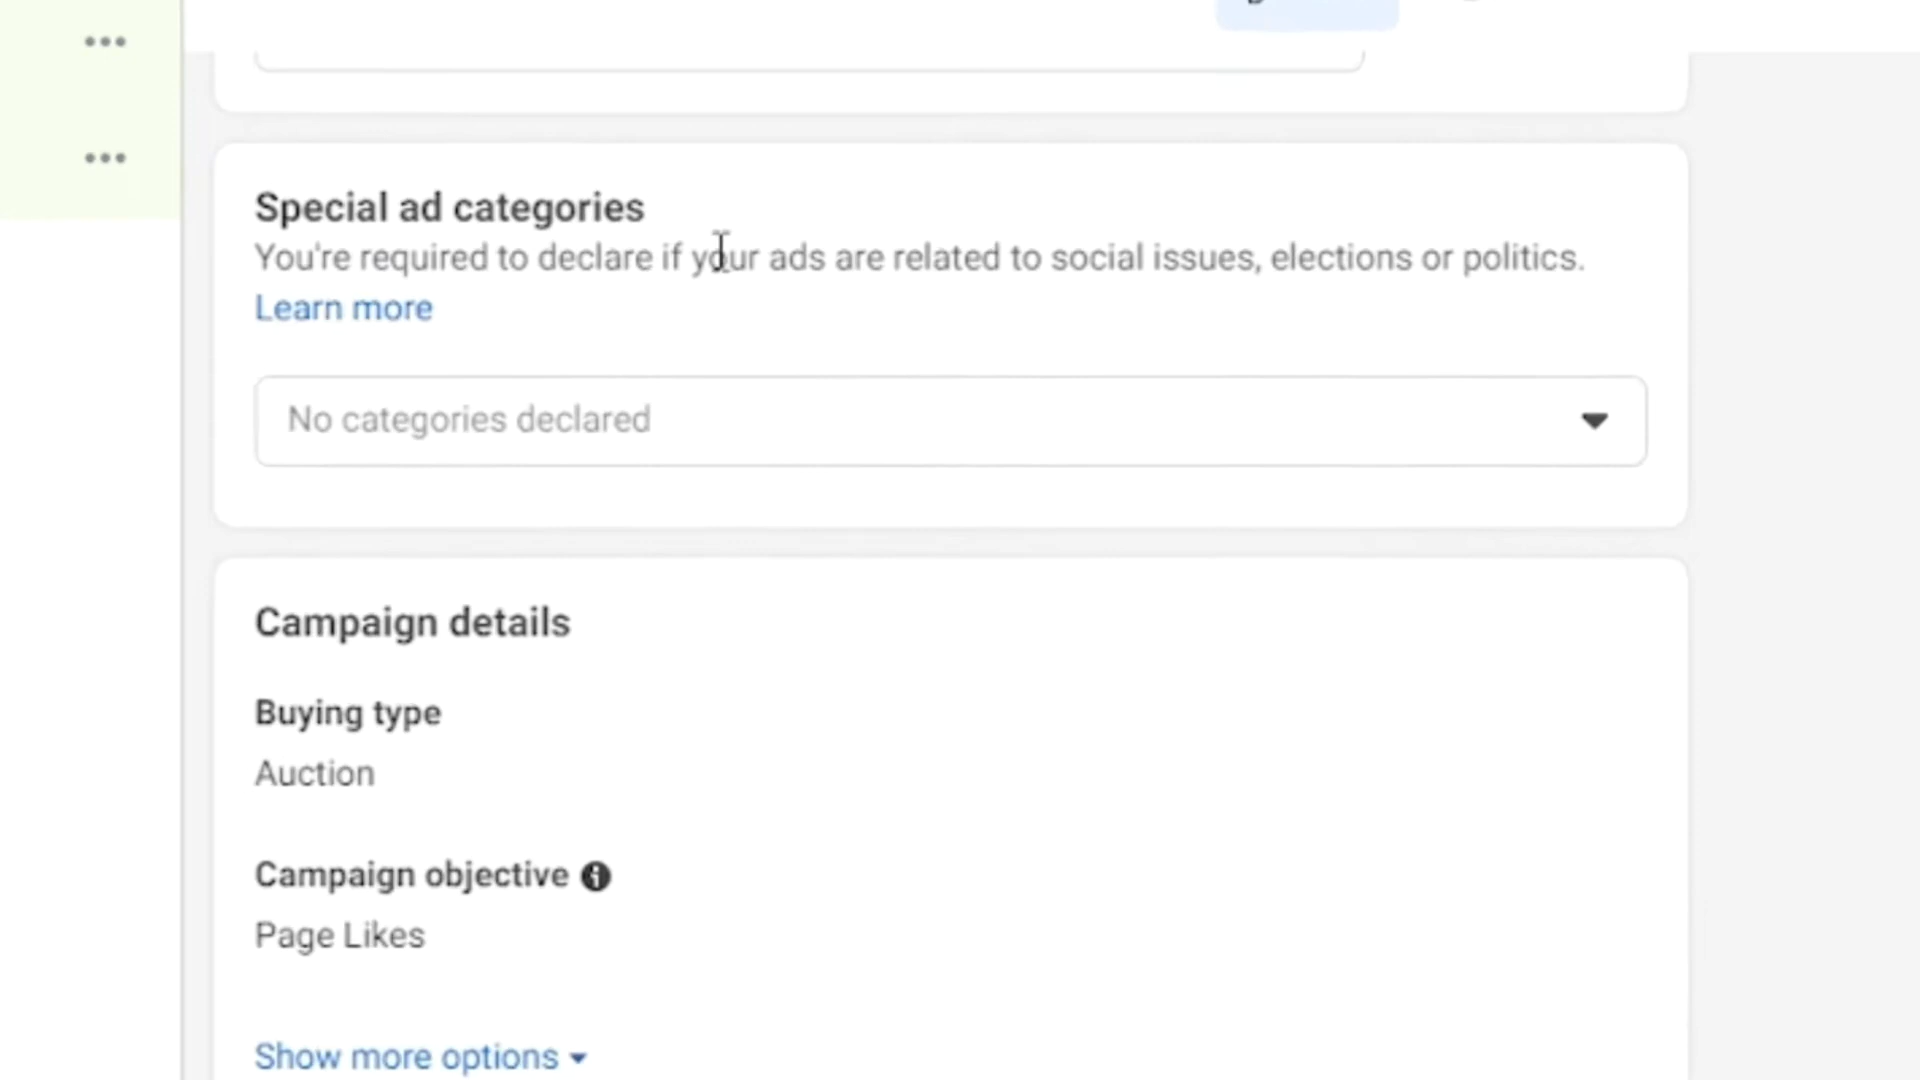 Special ad categories
You're required to declare if your ads are related to social issues, elections or politics.
Learn more
No categories declared
Campaign details
Buying type
Auction
Campaign objective
Page Likes
Show more options